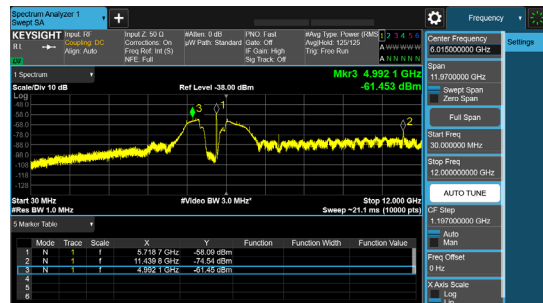 Spectrum Analyzer 1
Swept SA
+
Frequency
KEYSIGHT
Input: RF
Input Z: 50 Ω
#Atten: 0 dB
PNO: Fast
#Avg Type: Power (RMS
1 2 3 4 5 6
RL
Coupling: DC
Corrections: On
µW Path: Standard
Gate: Off
Avg|Hold: 125/125
Align: Auto
Freq Ref: Int (S)
IF Gain: High
Trig: Free Run
NFE: Full
Sig Track: Off
A N N N N N
1 Spectrum
Mkr3 4.992 1 GHz
Scale/Div 10 dB
Ref Level -38.00 dBm
-61.453 dBm
Log
-48.0
-58.0
-68.0
-78.0
-88.0
-98.0
-108
-118
-128
3
1
2
Start 30 MHz
#Video BW 3.0 MHz*
Stop 12.000 GHz
#Res BW 1.0 MHz
Sweep ~21.1 ms (10000 pts)
5 Marker Table
Mode Trace Scale X Y Function Function Width Function Value
1 N 1 f 5.718 7 GHz -58.09 dBm
2 N 1 f 11.439 8 GHz -74.54 dBm
3 N 1 f 4.992 1 GHz -61.45 dBm
4
5
6
Center Frequency
6.015000000 GHz
Settings
Span
11.9700000 GHz
Swept Span
Zero Span
Full Span
Start Freq
30.000000 MHz
Stop Freq
12.000000000 GHz
AUTO TUNE
CF Step
1.197000000 GHz
Auto
Man
Freq Offset
0 Hz
X Axis Scale
Log
Lin